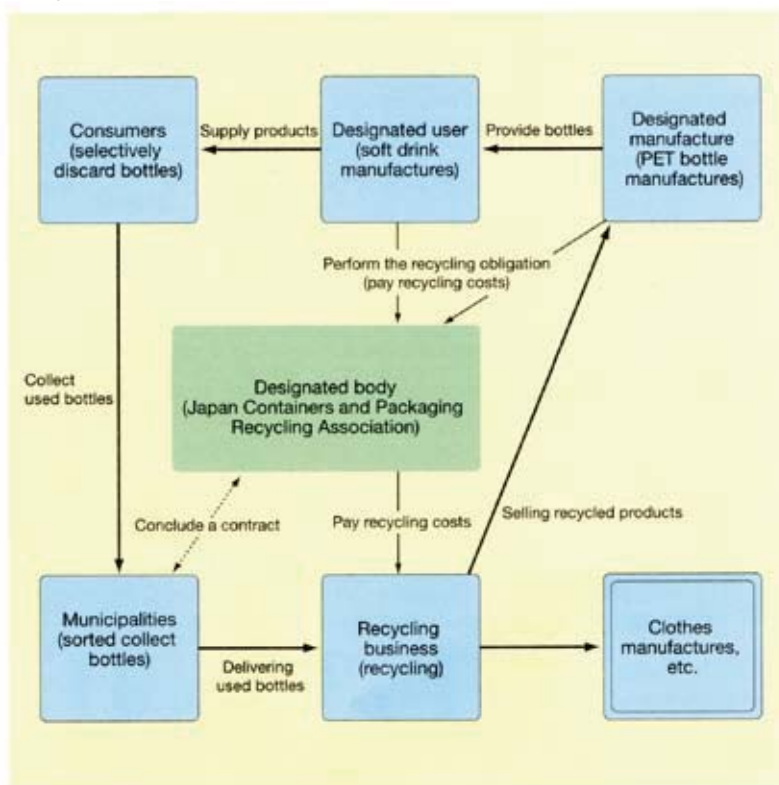 Consumers
(selectively
discard bottles)
Supply products
Designated user
(soft drink
manufactures)
Provide bottles
Designated
manufacture
(PET bottle
manufactures)
Perform the recycling obligation
(pay recycling costs)
Collect
used bottles
Designated body
(Japan Containers and Packaging
Recycling Association)
Conclude a contract
Pay recycling costs
Selling recycled products
Municipalities
(sorted collect
bottles)
Delivering
used bottles
Recycling
business
(recycling)
Clothes
manufactures,
etc.